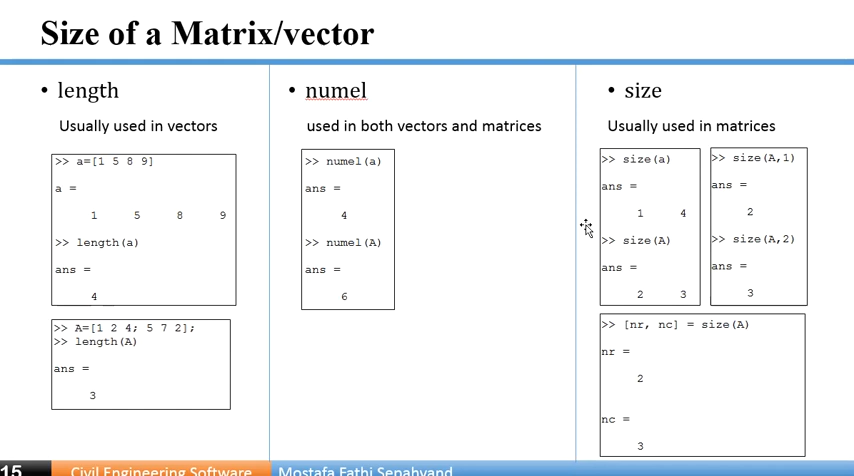 Size of a Matrix/vector
• length
Usually used in vectors
>> a=[1 5 8 9]
a =
1 5 8 9
>> length(a)
ans =
4
>> A=[1 2 4; 5 7 2];
>> length(A)
ans =
3
• numel
used in both vectors and matrices
>> numel(a)
ans =
4
>> numel(A)
ans =
6
• size
Usually used in matrices
>> size(a)
ans =
1 4
>> size(A)
ans =
2 3
>> size(A,1)
ans =
2
>> size(A,2)
ans =
3
>> [nr, nc] = size(A)
nr =
2
nc =
3
15
Civil Engineering Software
Mostafa Fathi Sepahvand